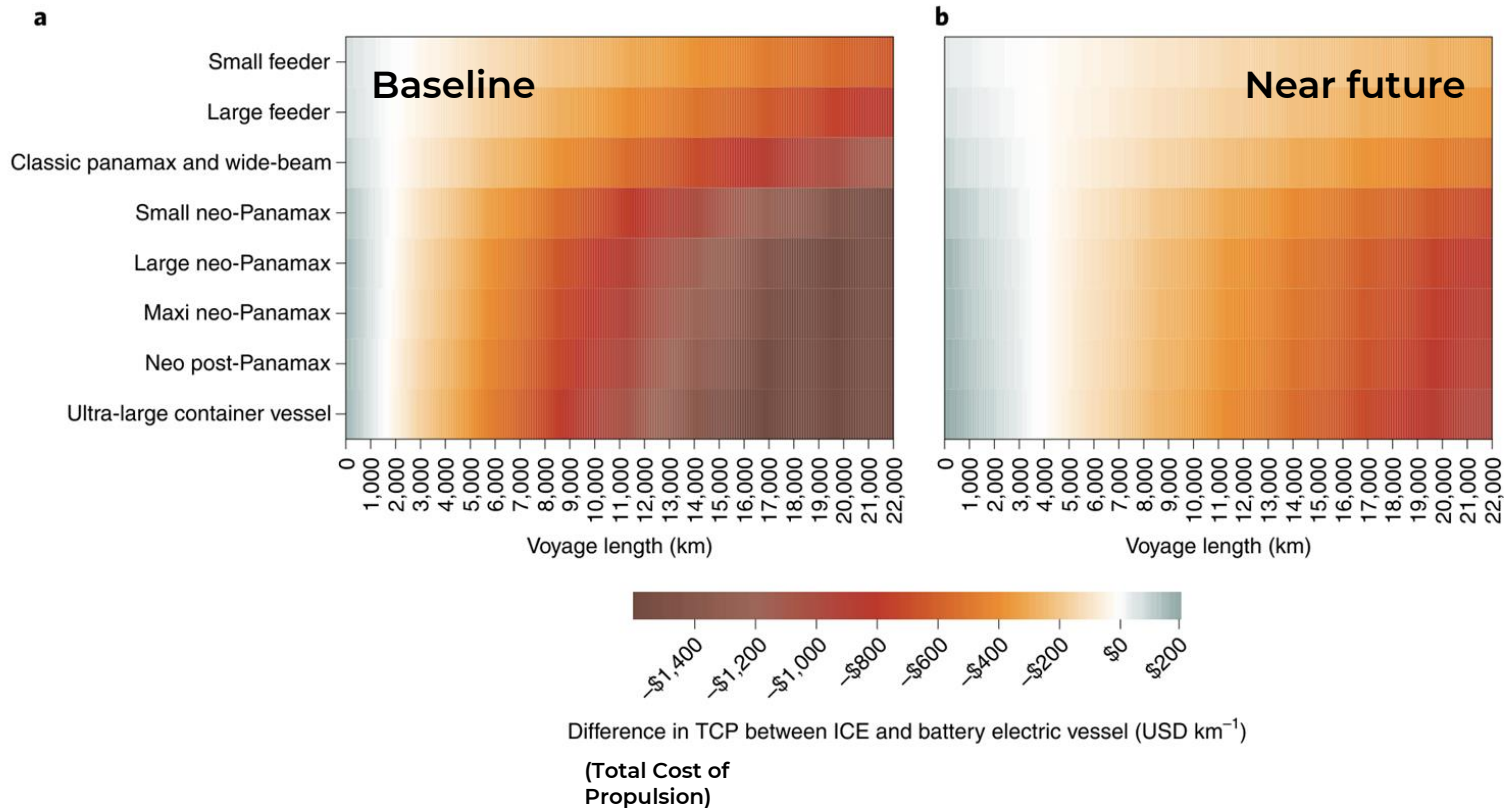 a
b
Baseline
Near future
Small feeder
Large feeder
Classic panamax and wide-beam
Small neo-Panamax
Large neo-Panamax
Maxi neo-Panamax
Neo post-Panamax
Ultra-large container vessel
0 1,000 2,000 3,000 4,000 5,000 6,000 7,000 8,000 9,000 10,000 11,000 12,000 13,000 14,000 15,000 16,000 17,000 18,000 19,000 20,000 21,000 22,000
Voyage length (km)
0 1,000 2,000 3,000 4,000 5,000 6,000 7,000 8,000 9,000 10,000 11,000 12,000 13,000 14,000 15,000 16,000 17,000 18,000 19,000 20,000 21,000 22,000
Voyage length (km)
–$1,400 –$1,200 –$1,000 –$800 –$600 –$400 –$200 $0 $200
Difference in TCP between ICE and battery electric vessel (USD km⁻¹)
(Total Cost of
Propulsion)